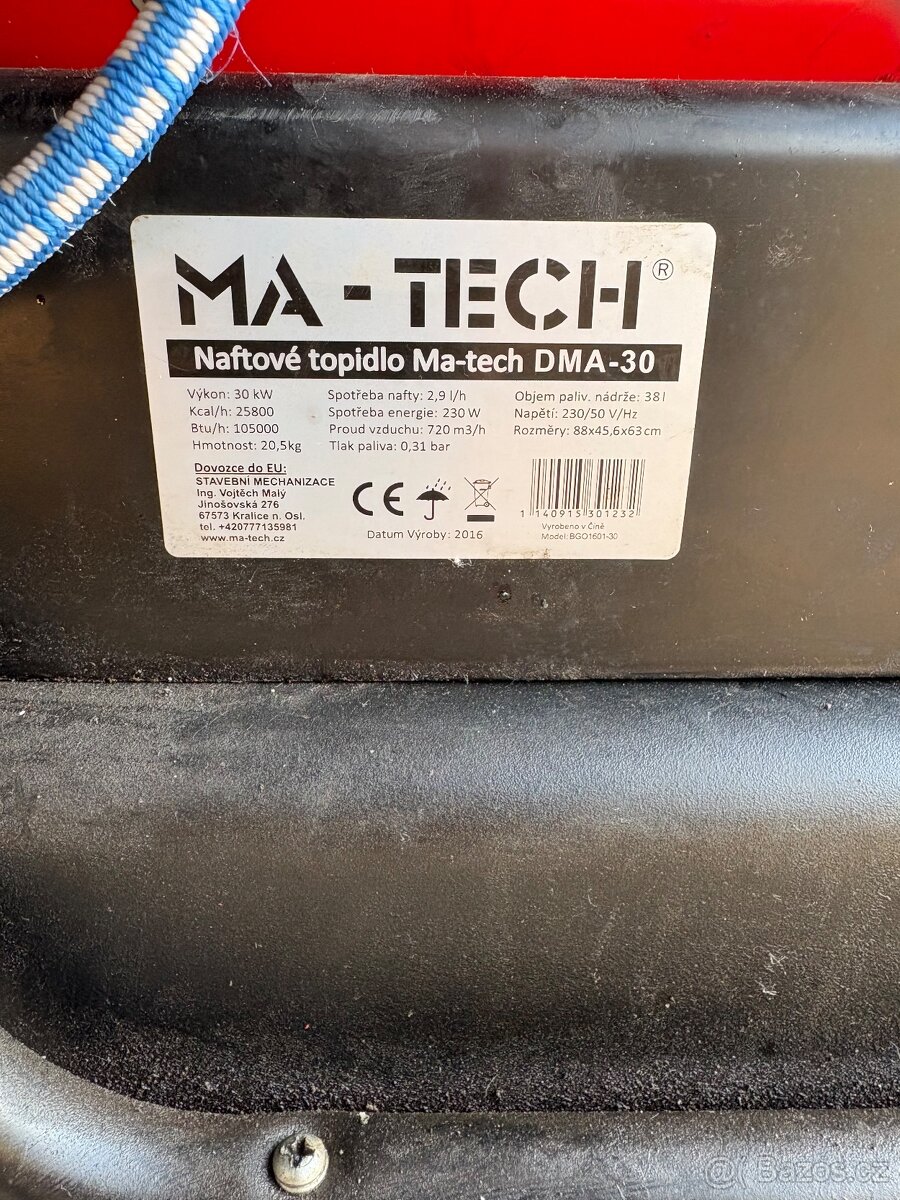 MA-TECH®
Naftové topidlo Ma-tech DMA-30
Výkon: 30 kW
Kcal/h: 25800
Btu/h: 105000
Hmotnost: 20,5kg
Spotřeba nafty: 2,9 l/h
Spotřeba energie: 230 W
Proud vzduchu: 720 m3/h
Tlak paliva: 0,31 bar
Objem paliv. nádrže: 38 l
Napětí: 230/50 V/Hz
Rozměry: 88x45,6x63cm
Dovozce do EU:
STAVEBNÍ MECHANIZACE
Ing. Vojtěch Malý
Jinošovská 276
67573 Kralice n. Osl.
tel. +420777135981
www.ma-tech.cz
CE
Datum Výroby: 2016
1 140915 301232
Vyrobeno v Číně
Model: BGO1601-30
Bazos.cz